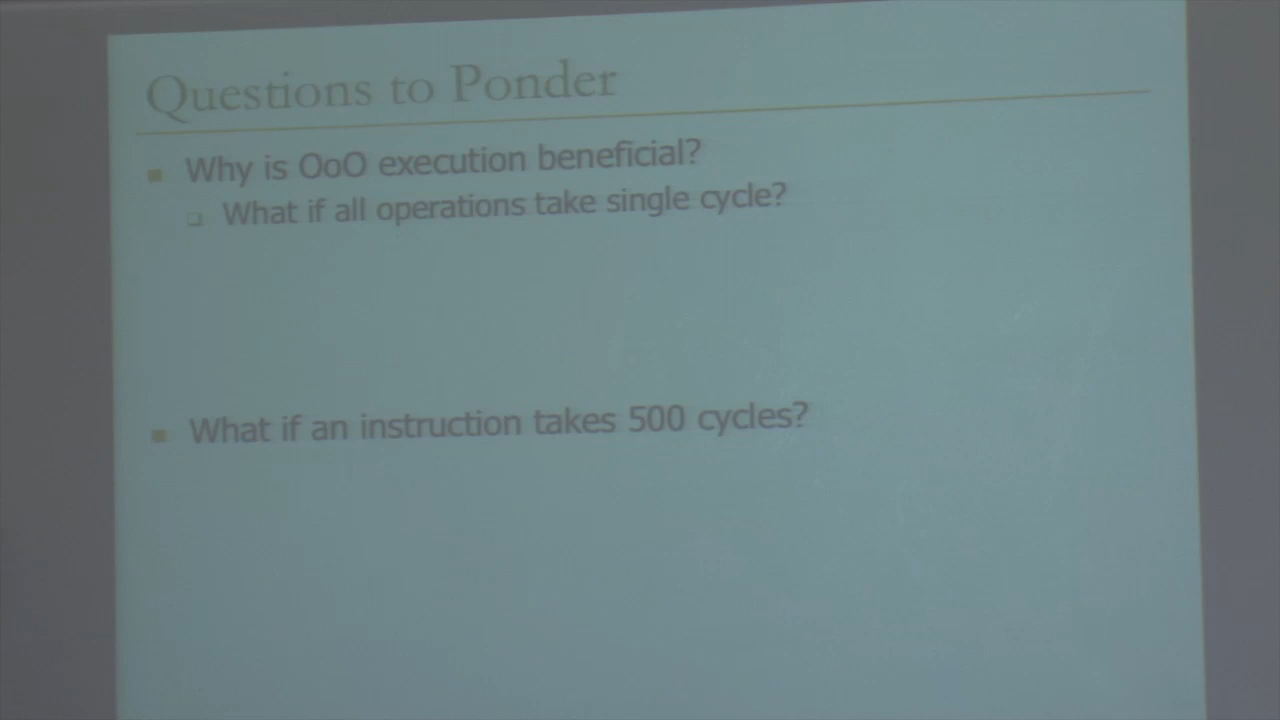 Questions to Ponder
Why is OoO execution beneficial?
What if all operations take single cycle?
What if an instruction takes 500 cycles?